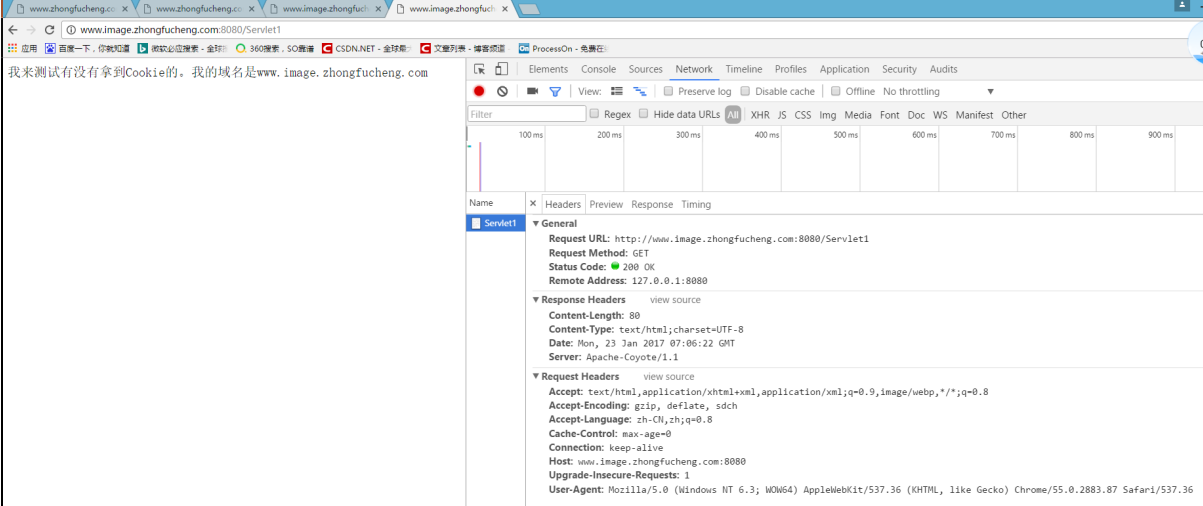 www.zhongfucheng.co × www.zhongfucheng.co × www.image.zhongfuch × www.image.zhongfuch ×
www.image.zhongfucheng.com:8080/Servlet1
应用 百度一下,你就知道 微软必应搜索 - 全球 360搜索,SO靠谱 CSDN.NET - 全球最 文章列表 - 博客频道 ProcessOn - 免费在
我来测试有没有拿到Cookie的。我的域名是www.image.zhongfucheng.com
Elements Console Sources Network Timeline Profiles Application Security Audits
View: Preserve log Disable cache Offline No throttling
Filter Regex Hide data URLs All XHR JS CSS Img Media Font Doc WS Manifest Other
100 ms 200 ms 300 ms 400 ms 500 ms 600 ms 700 ms 800 ms 900 ms
Name × Headers Preview Response Timing
Servlet1
General
Request URL: http://www.image.zhongfucheng.com:8080/Servlet1
Request Method: GET
Status Code: 200 OK
Remote Address: 127.0.0.1:8080
Response Headers view source
Content-Length: 80
Content-Type: text/html;charset=UTF-8
Date: Mon, 23 Jan 2017 07:06:22 GMT
Server: Apache-Coyote/1.1
Request Headers view source
Accept: text/html,application/xhtml+xml,application/xml;q=0.9,image/webp,*/*;q=0.8
Accept-Encoding: gzip, deflate, sdch
Accept-Language: zh-CN,zh;q=0.8
Cache-Control: max-age=0
Connection: keep-alive
Host: www.image.zhongfucheng.com:8080
Upgrade-Insecure-Requests: 1
User-Agent: Mozilla/5.0 (Windows NT 6.3; WOW64) AppleWebKit/537.36 (KHTML, like Gecko) Chrome/55.0.2883.87 Safari/537.36